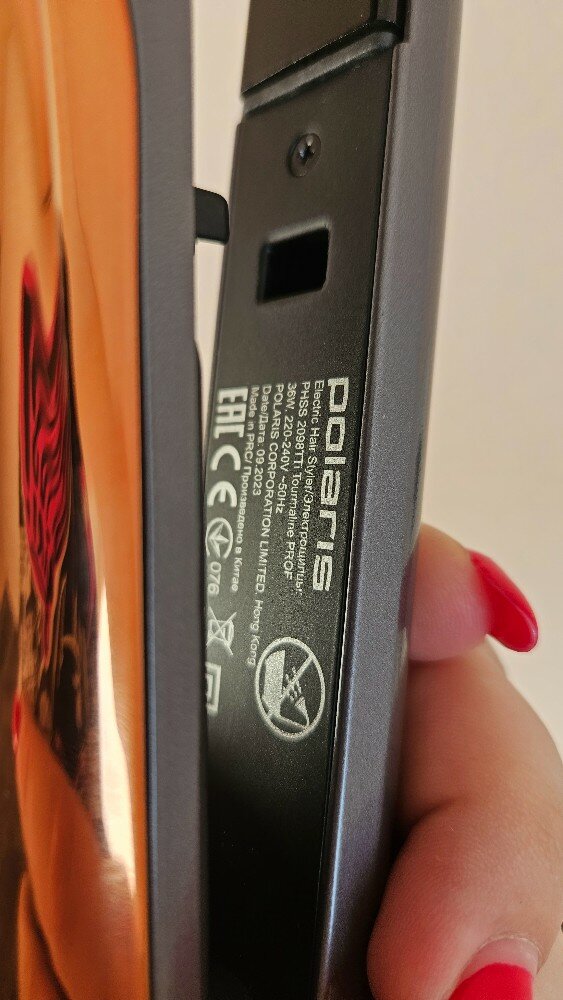 polaris
Electric Hair Styler/Электрощипцы
PHSS 2098TTi Tourmaline PROF
36W, 220-240V ~50Hz
POLARIS CORPORATION LIMITED, Hong Kong
Date/Дата: 09.2023
Made in PRC/ Произведено в Китае
EAC CE 076